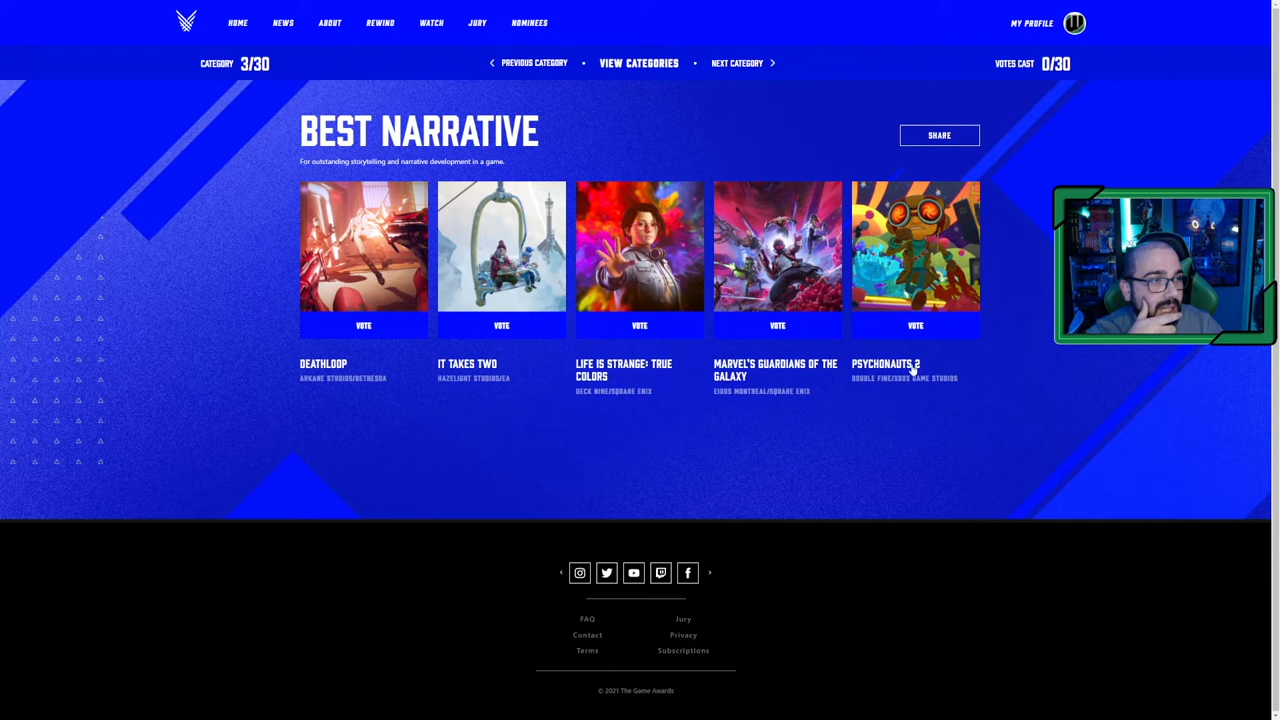 HOME NEWS ABOUT REWIND WATCH JURY NOMINEES MY PROFILE
CATEGORY 3/30 PREVIOUS CATEGORY • VIEW CATEGORIES • NEXT CATEGORY VOTES CAST 0/30
BEST NARRATIVE
SHARE
For outstanding storytelling and narrative development in a game.
VOTE VOTE VOTE VOTE VOTE
DEATHLOOP
ARKANE STUDIOS/BETHESDA
IT TAKES TWO
HAZELIGHT STUDIOS/EA
LIFE IS STRANGE: TRUE
COLORS
DECK NINE/SQUARE ENIX
MARVEL'S GUARDIANS OF THE
GALAXY
EIDOS MONTREAL/SQUARE ENIX
PSYCHONAUTS 2
DOUBLE FINE/XBOX GAME STUDIOS
FAQ Jury
Contact Privacy
Terms Subscriptions
© 2021 The Game Awards